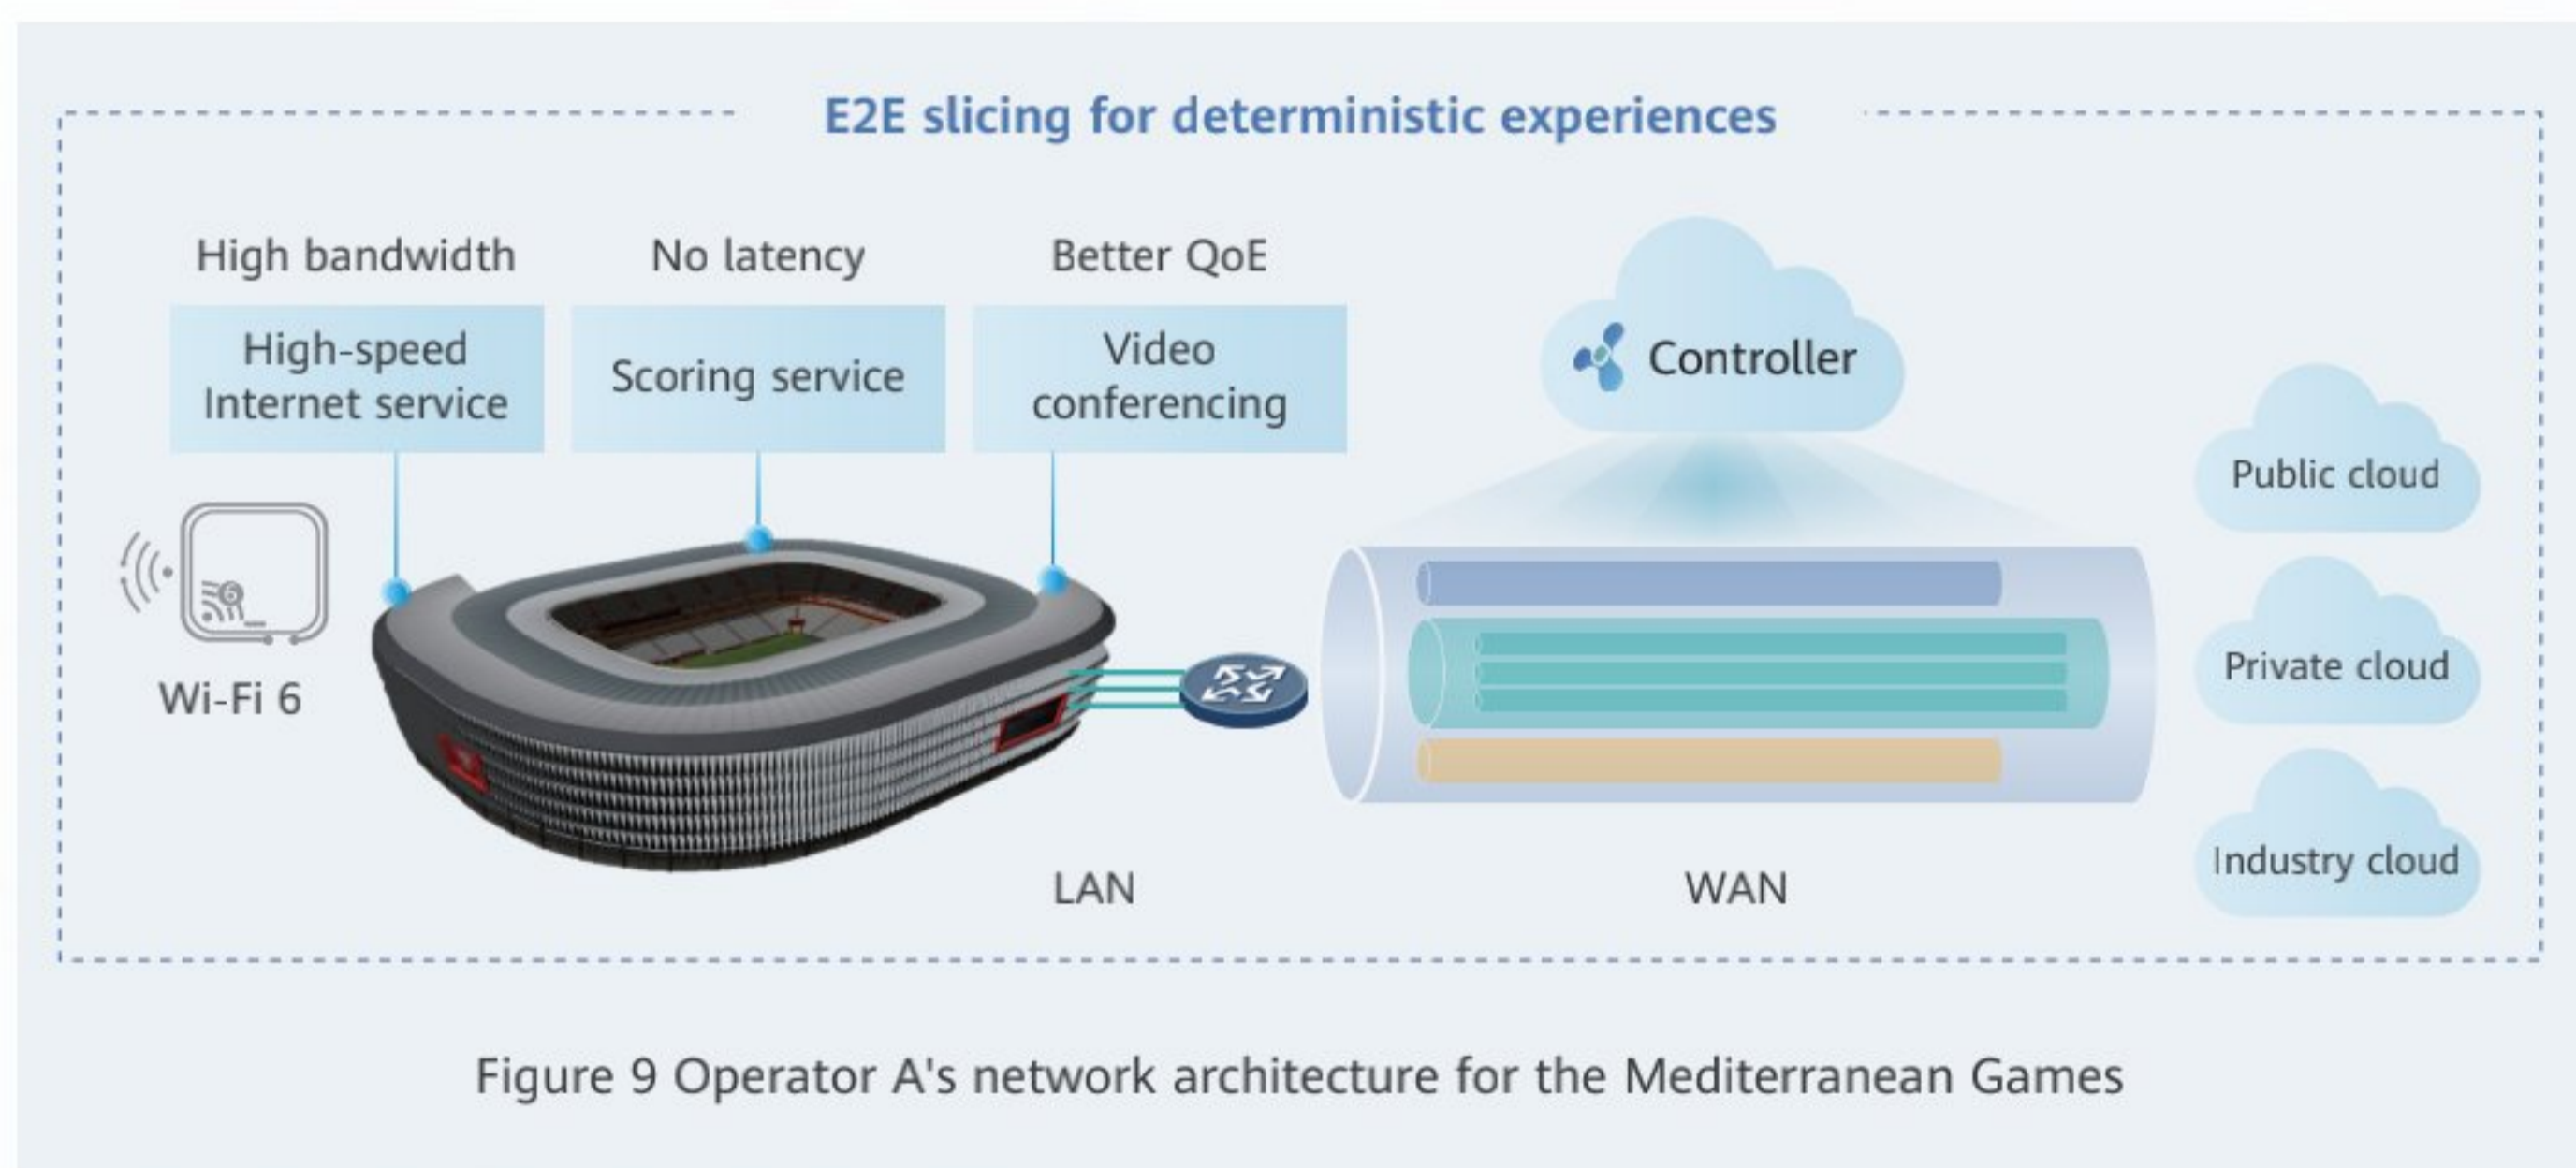 E2E slicing for deterministic experiences
High bandwidth
No latency
Better QoE
High-speed
Internet service
Scoring service
Video
conferencing
Controller
Public cloud
Private cloud
Industry cloud
6
Wi-Fi 6
LAN
WAN
Figure 9 Operator A's network architecture for the Mediterranean Games